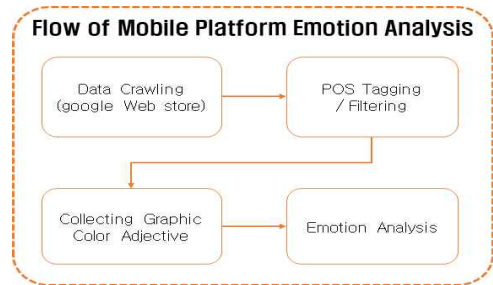 Flow of Mobile Platform Emotion Analysis
Data Crawling
(google Web store)
POS Tagging
/ Filtering
Collecting Graphic
Color Adjective
Emotion Analysis